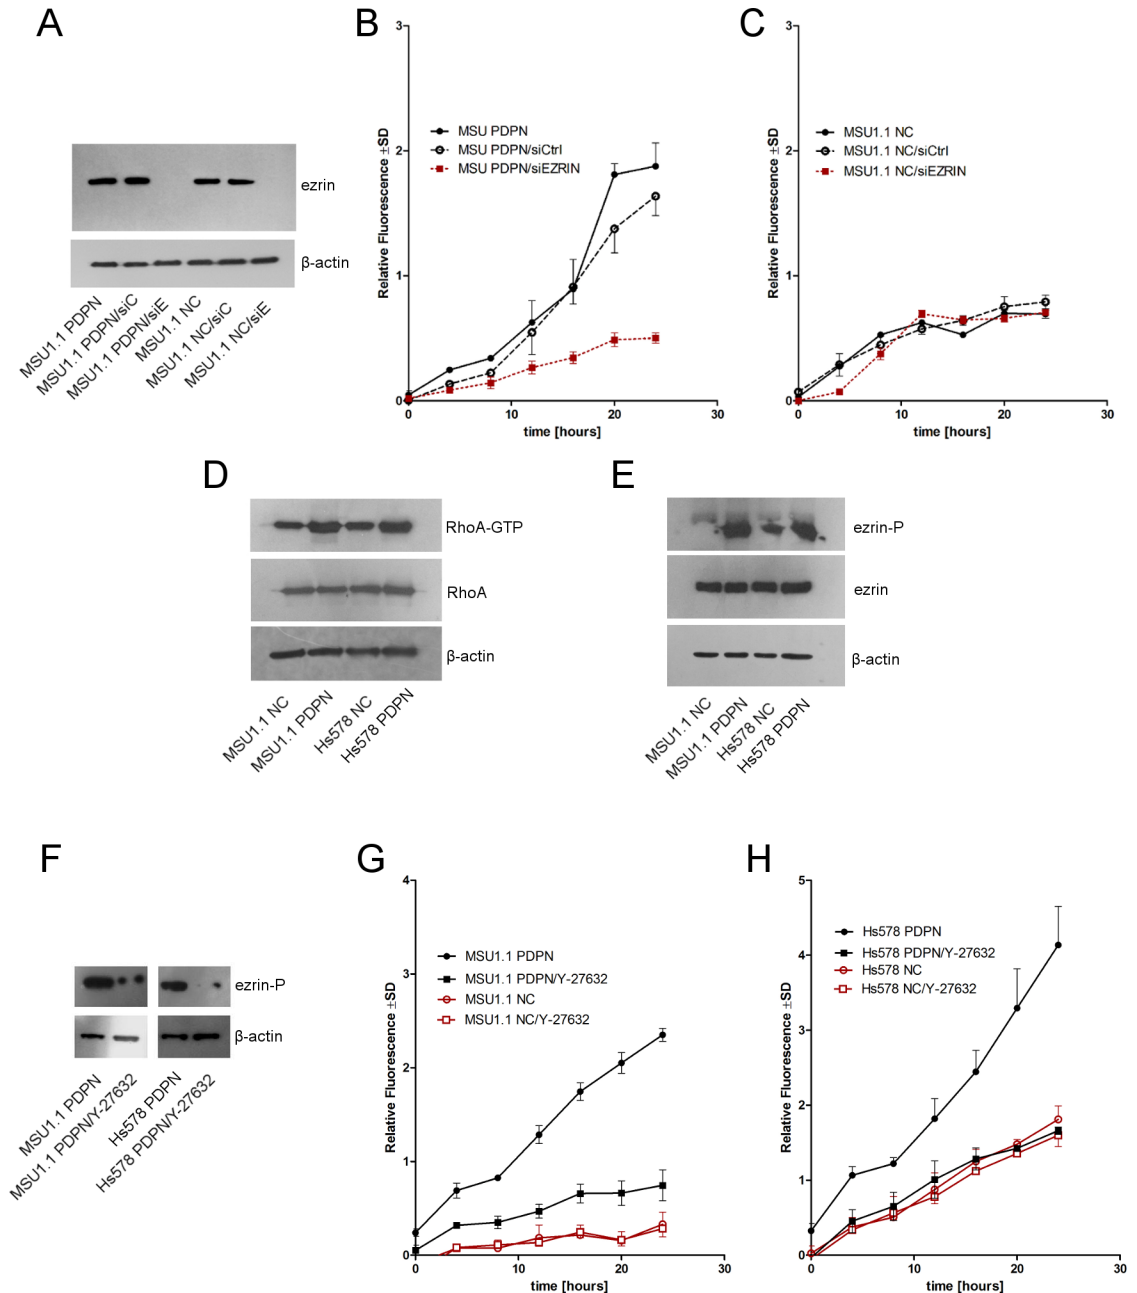 A
ezrin
β-actin
MSU1.1 PDPN
MSU1.1 PDPN/siC
MSU1.1 PDPN/siE
MSU1.1 NC
MSU1.1 NC/siC
MSU1.1 NC/siE
B
Relative Fluorescence ±SD
3
2
1
0
10
20
30
time [hours]
MSU PDPN
MSU PDPN/siCtrl
MSU PDPN/siEZRIN
C
Relative Fluorescence ±SD
3
2
1
0
0
10
20
30
time [hours]
MSU1.1 NC
MSU1.1 NC/siCtrl
MSU1.1 NC/siEZRIN
D
RhoA-GTP
RhoA
β-actin
MSU1.1 NC
MSU1.1 PDPN
Hs578 NC
Hs578 PDPN
E
ezrin-P
ezrin
β-actin
MSU1.1 NC
MSU1.1 PDPN
Hs578 NC
Hs578 PDPN
F
ezrin-P
β-actin
MSU1.1 PDPN
MSU1.1 PDPN/Y-27632
Hs578 PDPN
Hs578 PDPN/Y-27632
G
Relative Fluorescence ±SD
4
3
2
1
0
0
10
20
30
time [hours]
MSU1.1 PDPN
MSU1.1 PDPN/Y-27632
MSU1.1 NC
MSU1.1 NC/Y-27632
H
Relative Fluorescence ±SD
5
4
3
2
1
0
0
10
20
30
time [hours]
Hs578 PDPN
Hs578 PDPN/Y-27632
Hs578 NC
Hs578 NC/Y-27632